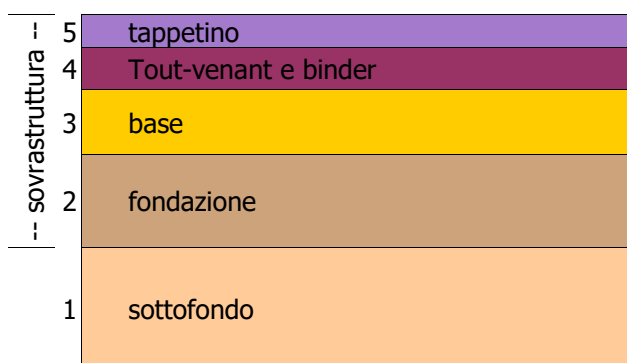 -- sovrastruttura --
5 tappetino
4 Tout-venant e binder
3 base
2 fondazione
1 sottofondo